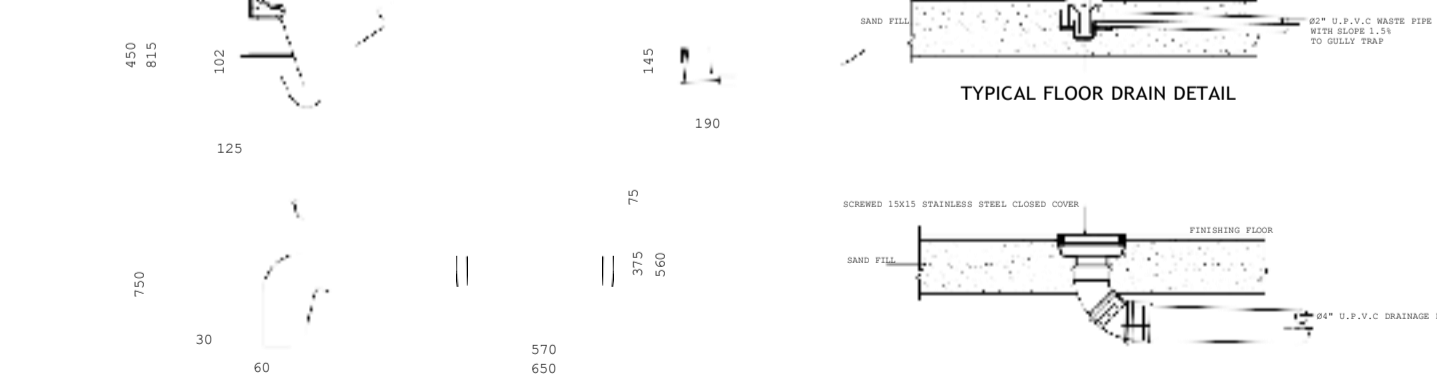 SAND FILL
Ø2" U.P.V.C WASTE PIPE
WITH SLOPE 1.5%
TO GULLY TRAP
450
815
102
145
TYPICAL FLOOR DRAIN DETAIL
190
125
75
SCREWED 15X15 STAINLESS STEEL CLOSED COVER
FINISHING FLOOR
SAND FILL
375
560
750
Ø4" U.P.V.C DRAINAGE
30
570
60
650